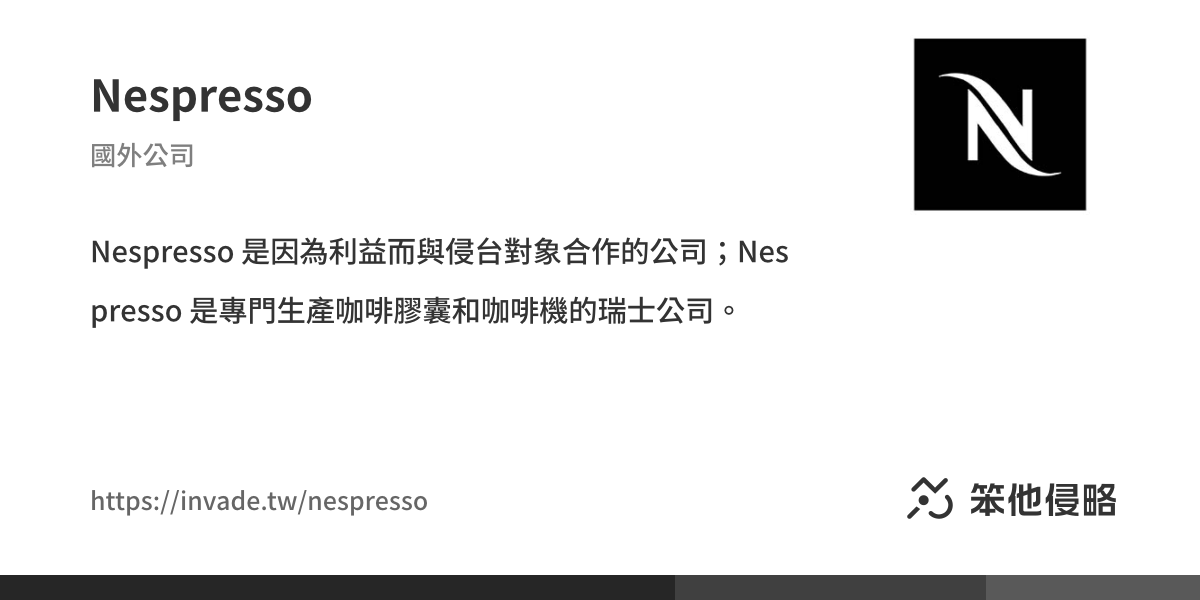 Nespresso
國外公司
N
Nespresso 是因為利益而與侵台對象合作的公司；Nes
presso 是專門生產咖啡膠囊和咖啡機的瑞士公司。
https://invade.tw/nespresso
笨他侵略